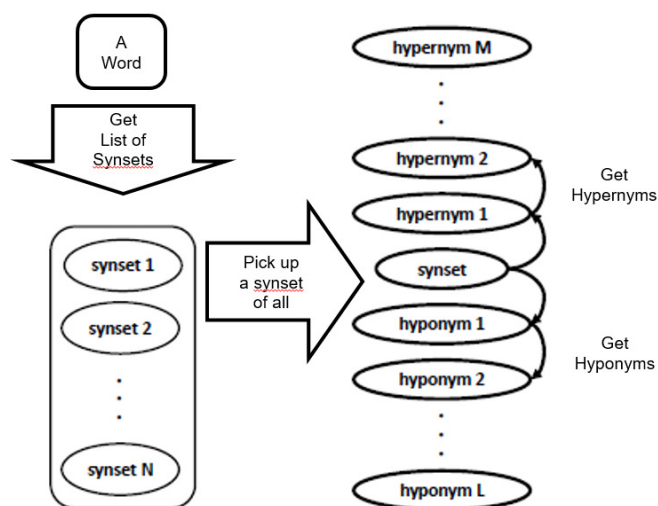 A
Word
Get
List of
Synsets
synset 1
synset 2
synset N
Pick up
a synset
of all
hypernym M
hypernym 2
hypernym 1
synset
hyponym 1
hyponym 2
hyponym L
Get
Hypernyms
Get
Hyponyms